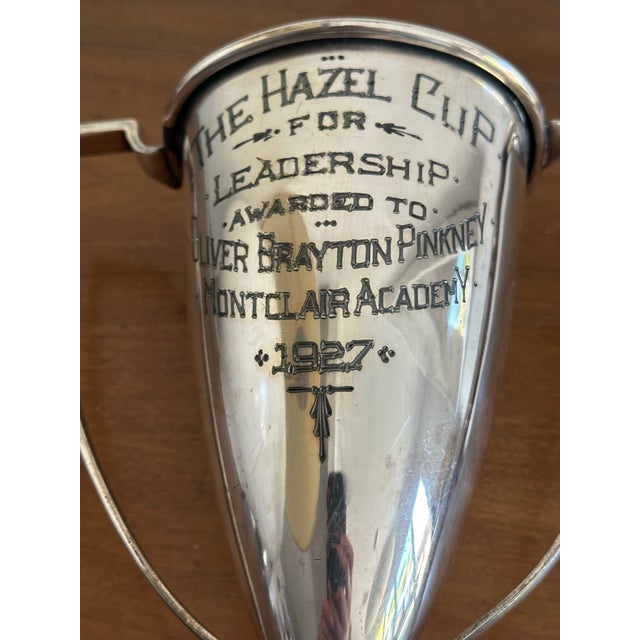 THE HAZEL CUP
FOR
LEADERSHIP
AWARDED TO
OLIVER BRAYTON PINKNEY
MONTCLAIR ACADEMY
1927